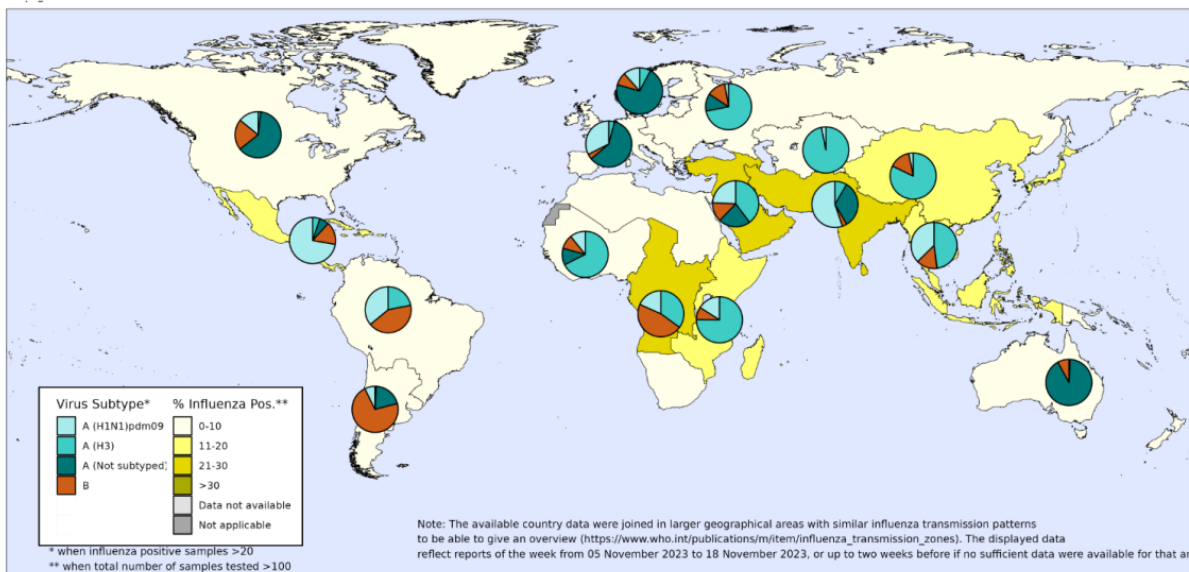 Virus Subtype*
A (H1N1)pdm09
A (H3)
A (Not subtyped)
B
% Influenza Pos.**
0-10
11-20
21-30
>30
Data not available
Not applicable
* when influenza positive samples >20
** when total number of samples tested >100
Note: The available country data were joined in larger geographical areas with similar influenza transmission patterns
to be able to give an overview (https://www.who.int/publications/m/item/influenza_transmission_zones). The displayed data
reflect reports of the week from 05 November 2023 to 18 November 2023, or up to two weeks before if no sufficient data were available for that